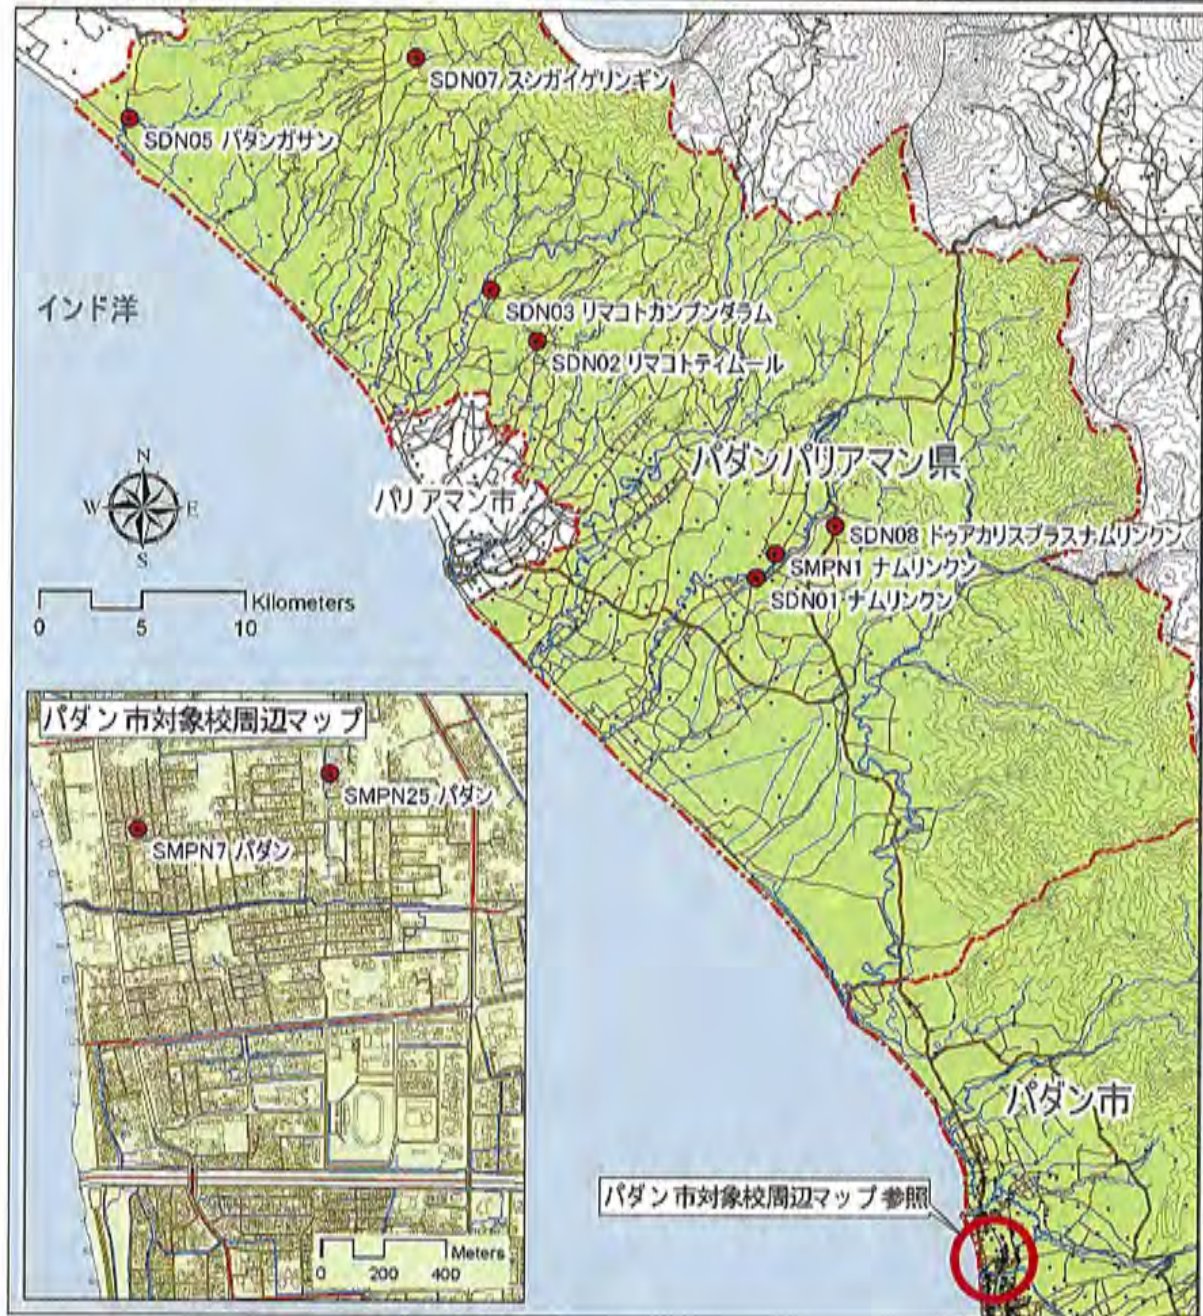 SDN07 スンガイゲリンギン
SDN05 バタンガサン
インド洋
SDN03 リマコトカンプンダラム
SDN02 リマコトティムール
N
W E
S
パリアマン市
パダンパリアマン県
SDN08 ドゥアカリスプラスナムリンクン
SMPN1 ナムリンクン
SDN01 ナムリンクン
Kilometers
0 5 10
パダン市対象校周辺マップ
SMPN25 パダン
SMPN7 パダン
Meters
0 200 400
パダン市
パダン市対象校周辺マップ参照